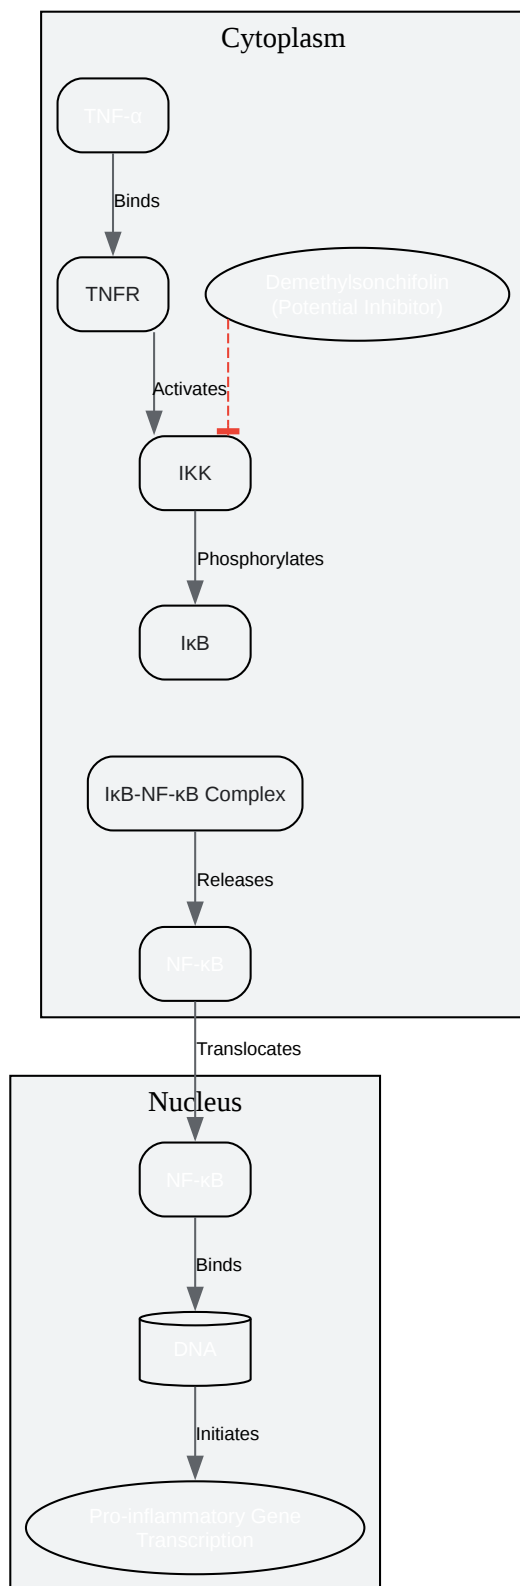 Cytoplasm
TNF-α
Binds
TNFR
Demethylsonchifolin
(Potential Inhibitor)
Activates
IKK
Phosphorylates
IκB
IκB-NF-κB Complex
Releases
NF-κB
Translocates
Nucleus
NF-κB
Binds
DNA
Initiates
Pro-inflammatory Gene
Transcription